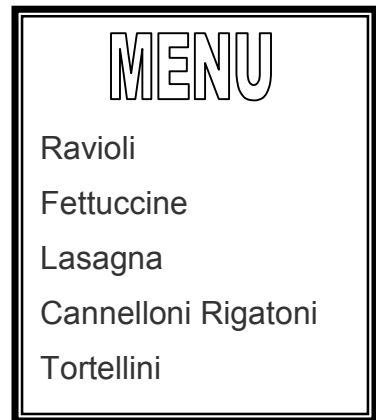 MENU
Ravioli
Fettuccine
Lasagna
Cannelloni Rigatoni
Tortellini